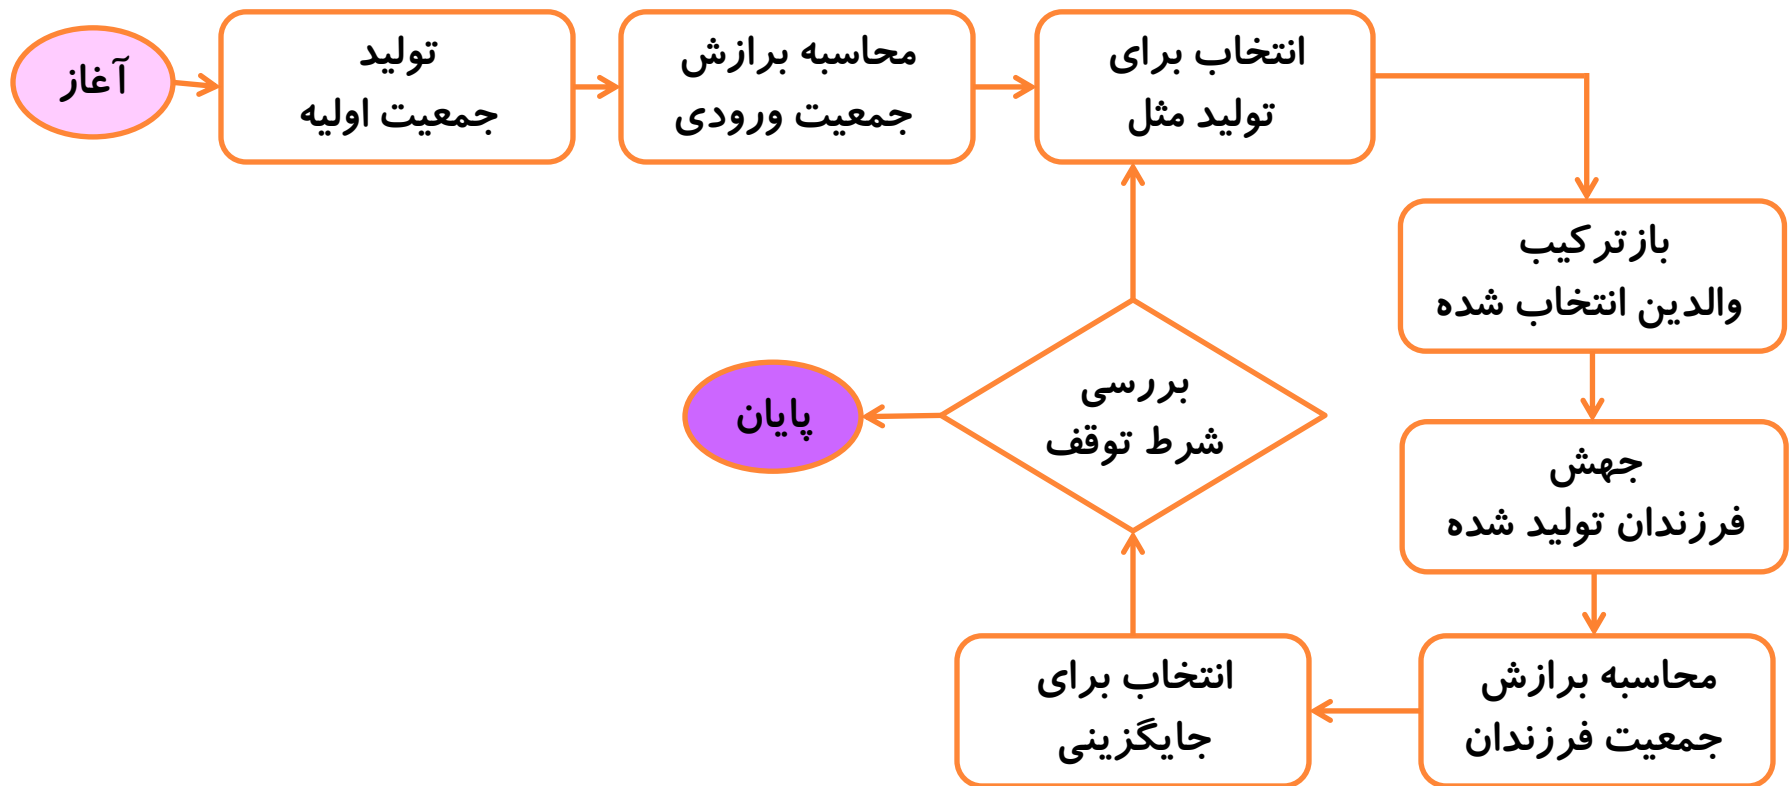 آغاز
تولید
جمعیت اولیه
محاسبه برازش
جمعیت ورودی
انتخاب برای
تولید مثل
بازترکیب
والدین انتخاب شده
جهش
فرزندان تولید شده
محاسبه برازش
جمعیت فرزندان
انتخاب برای
جایگزینی
بررسی
شرط توقف
پایان